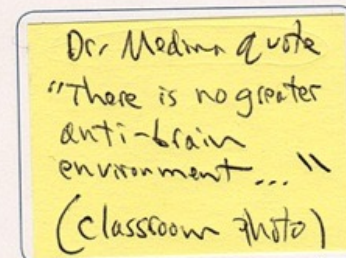 Dr. Medina quote
"There is no greater
anti-brain
environment..."
(classroom photo)